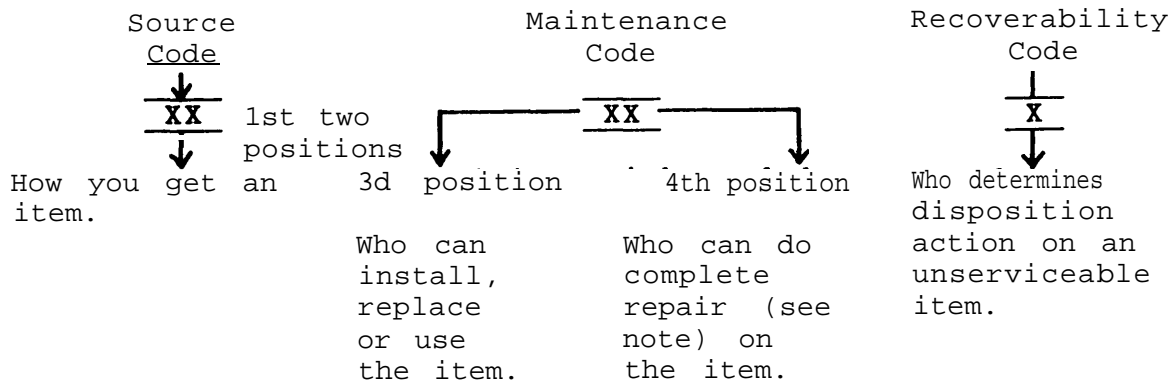 Source
Code
XX
1st two
positions
How you get an
item.
Maintenance
Code
XX
3d position
Who can
install,
replace
or use
the item.
4th position
Who can do
complete
repair (see
note) on
the item.
Recoverability
Code
X
Who determines
disposition
action on an
unserviceable
item.